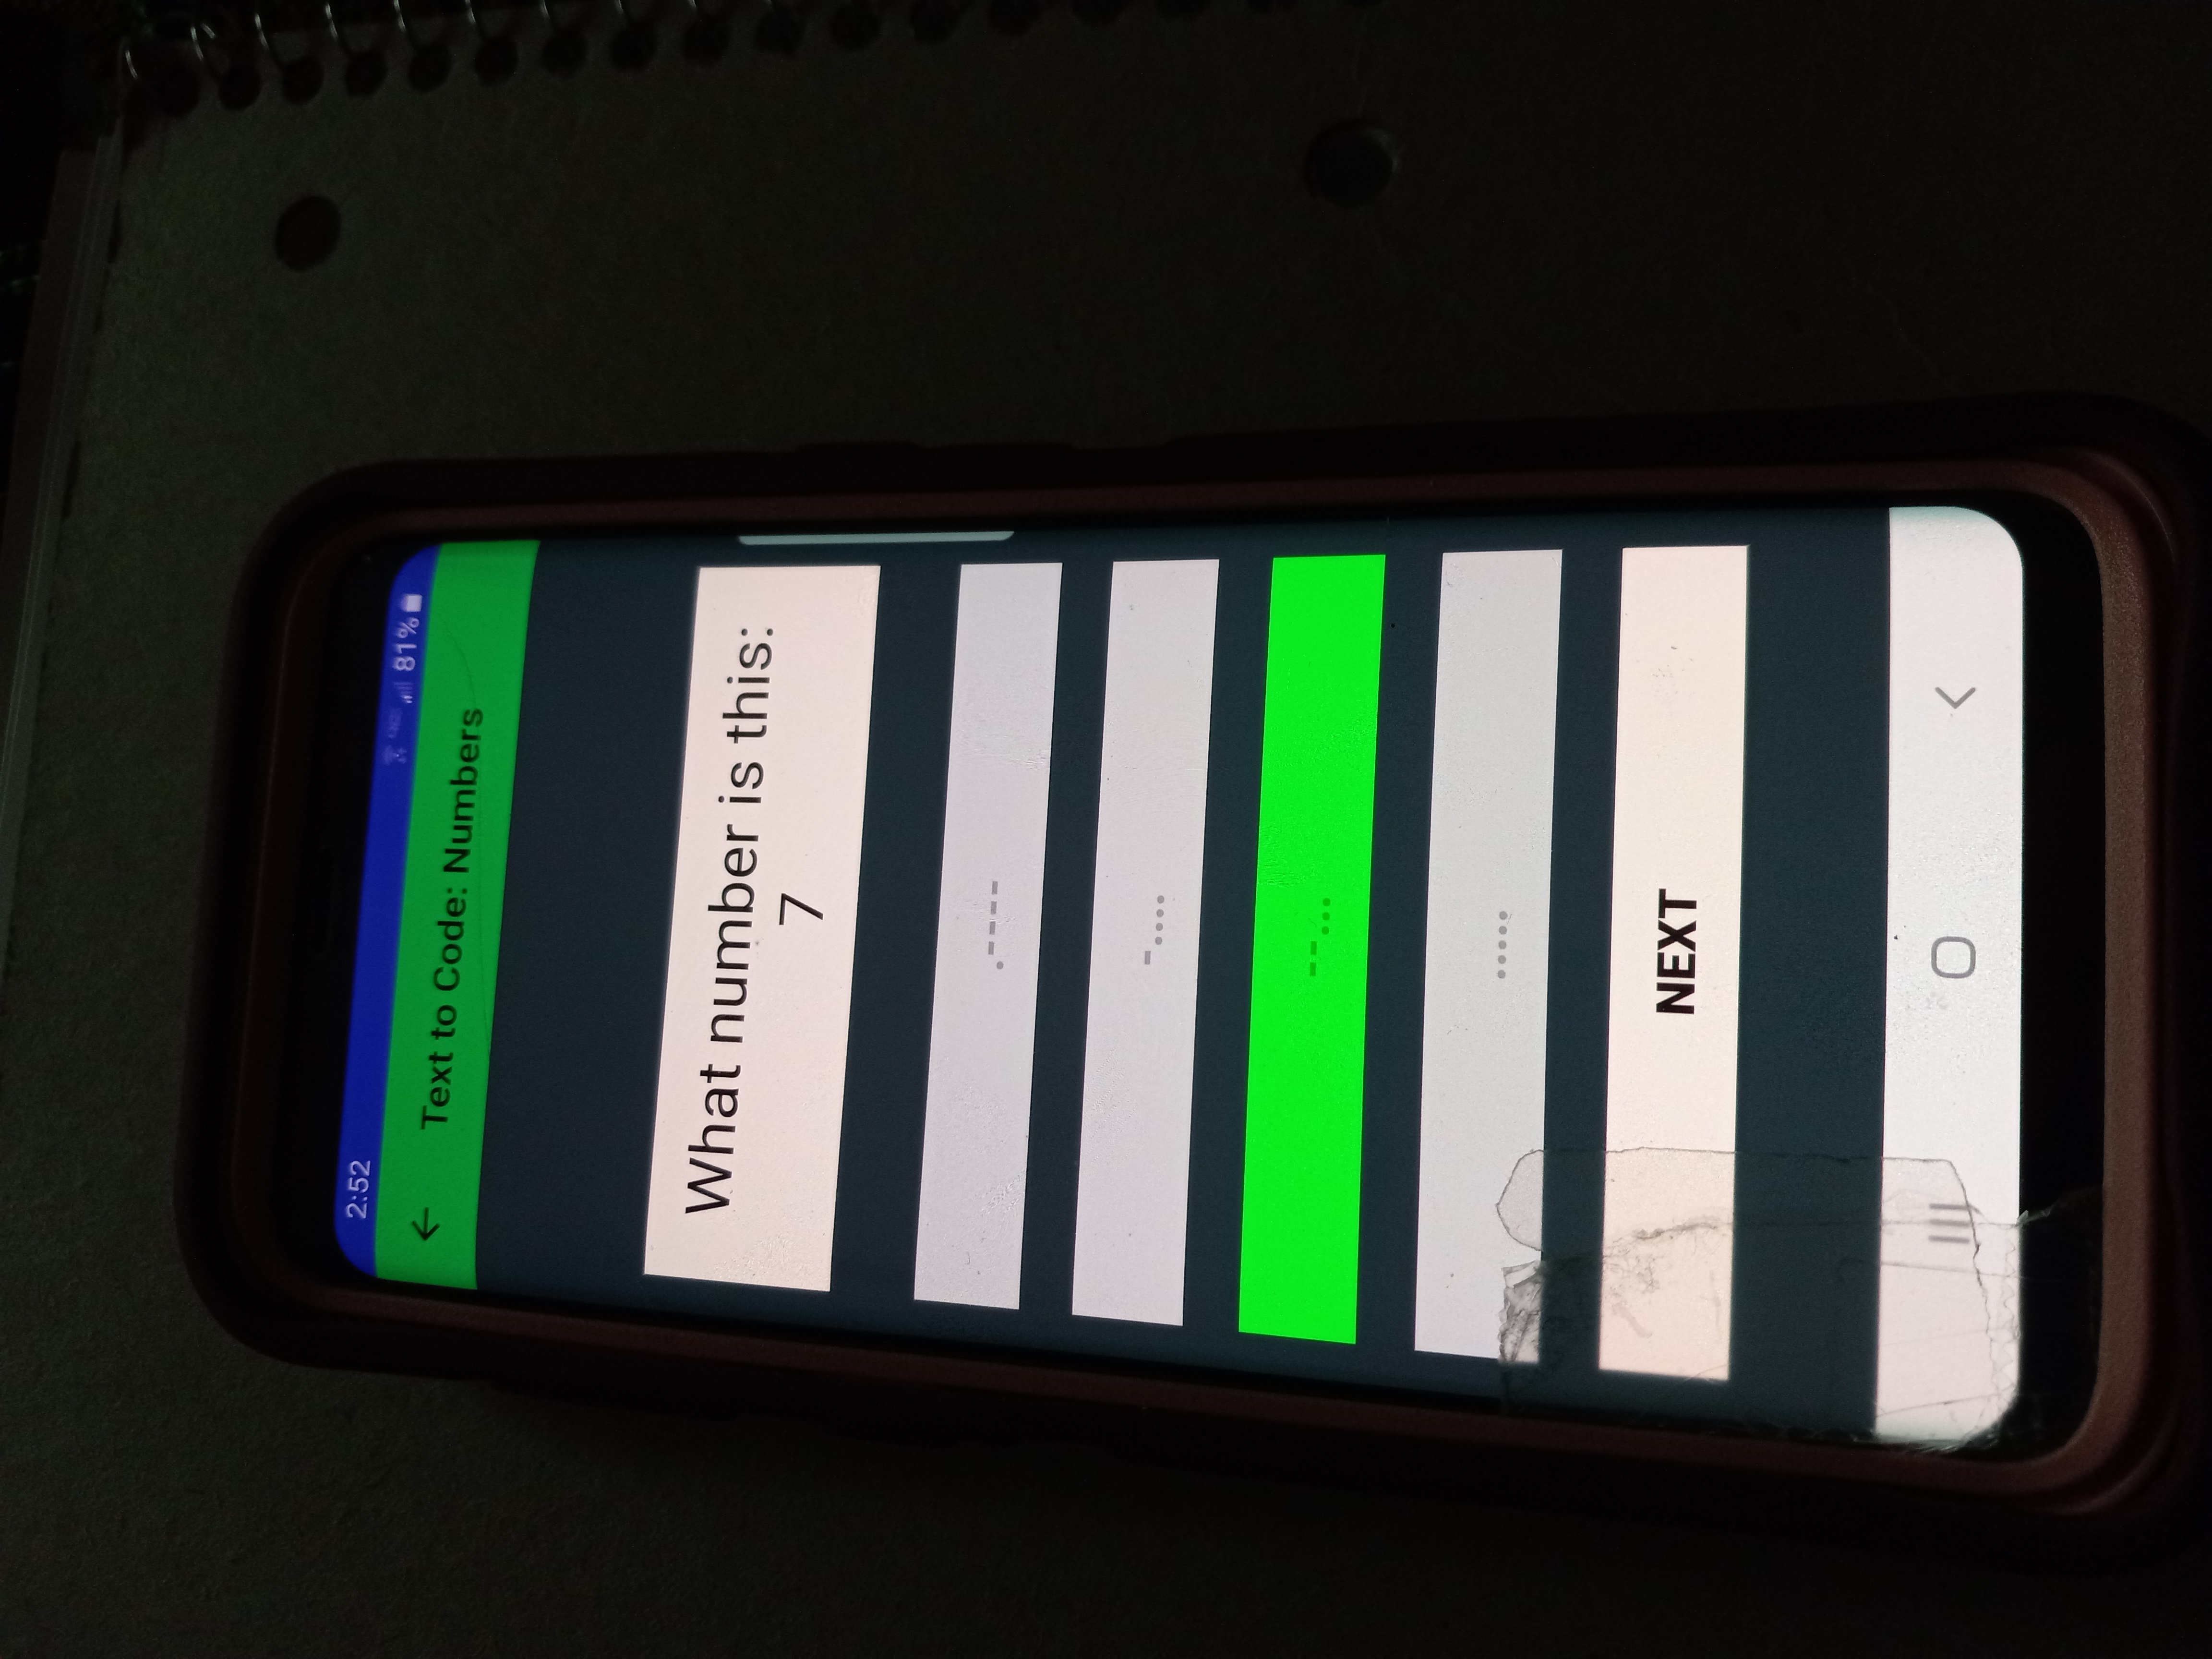 2:52
81%
Text to Code: Numbers
What number is this:
7
.----
-....
--...
.....
NEXT